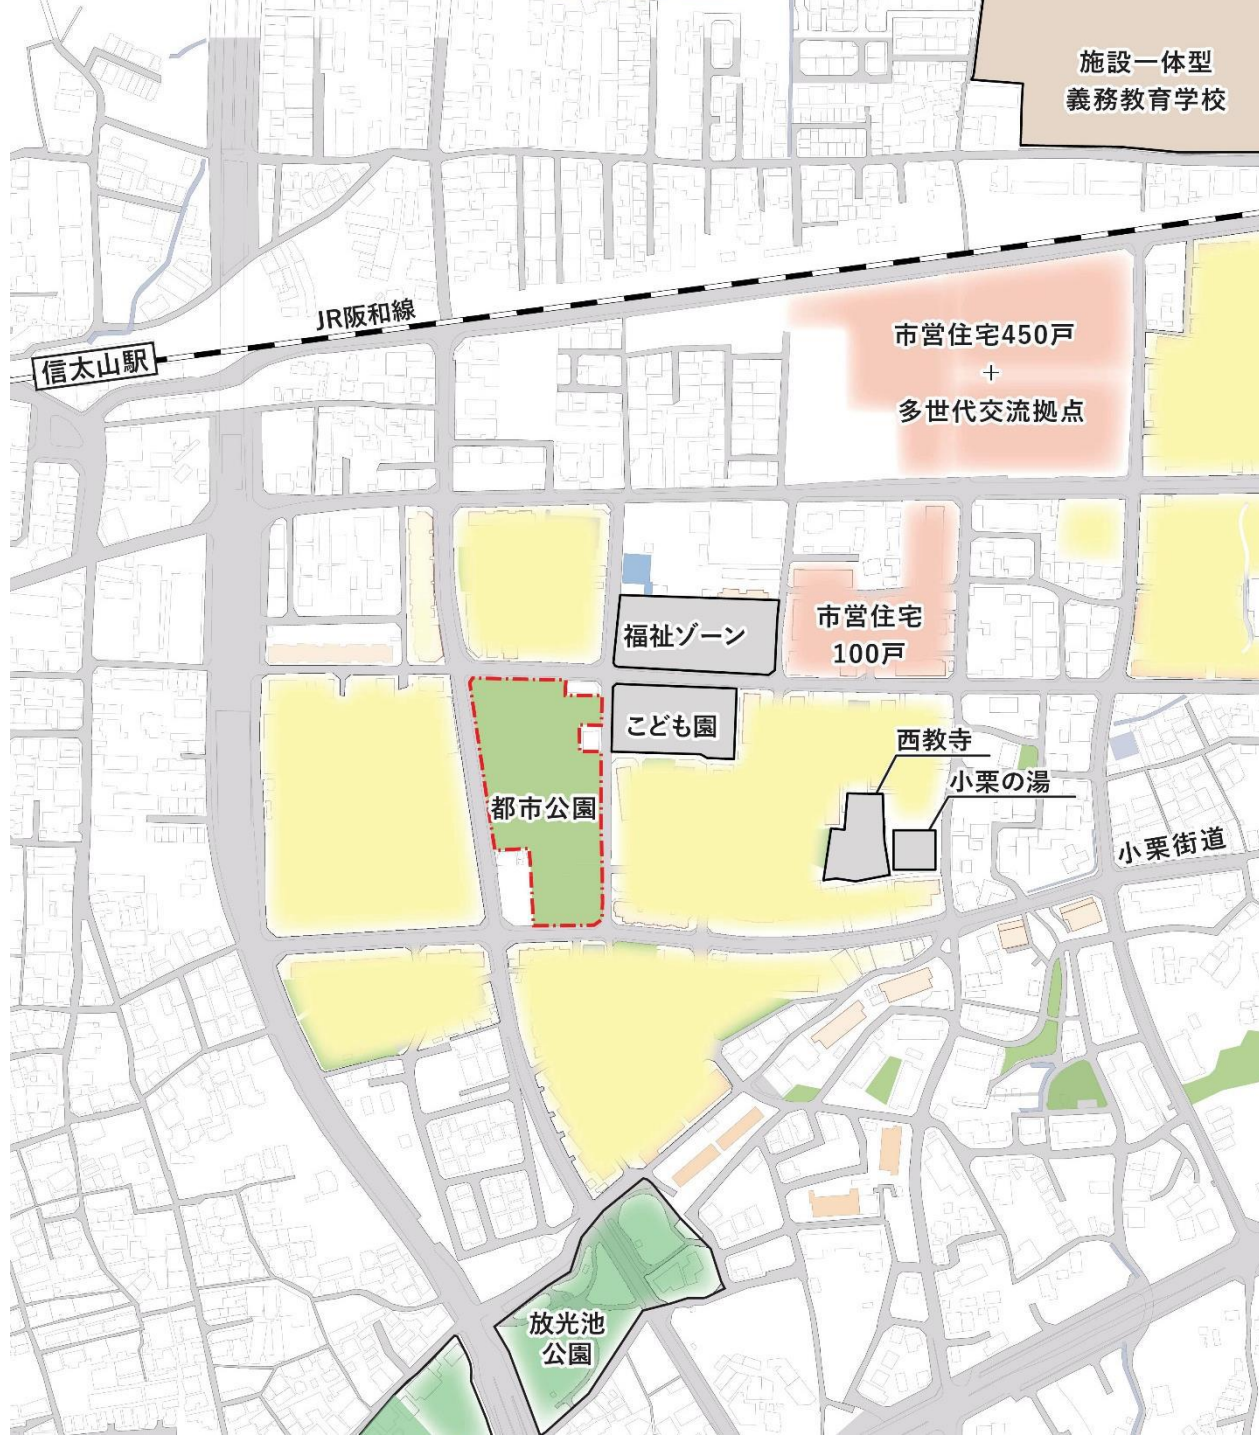 施設一体型
義務教育学校
JR阪和線
信太山駅
市営住宅450戸
+
多世代交流拠点
福祉ゾーン
市営住宅
100戸
こども園
西教寺
小栗の湯
都市公園
小栗街道
放光池
公園